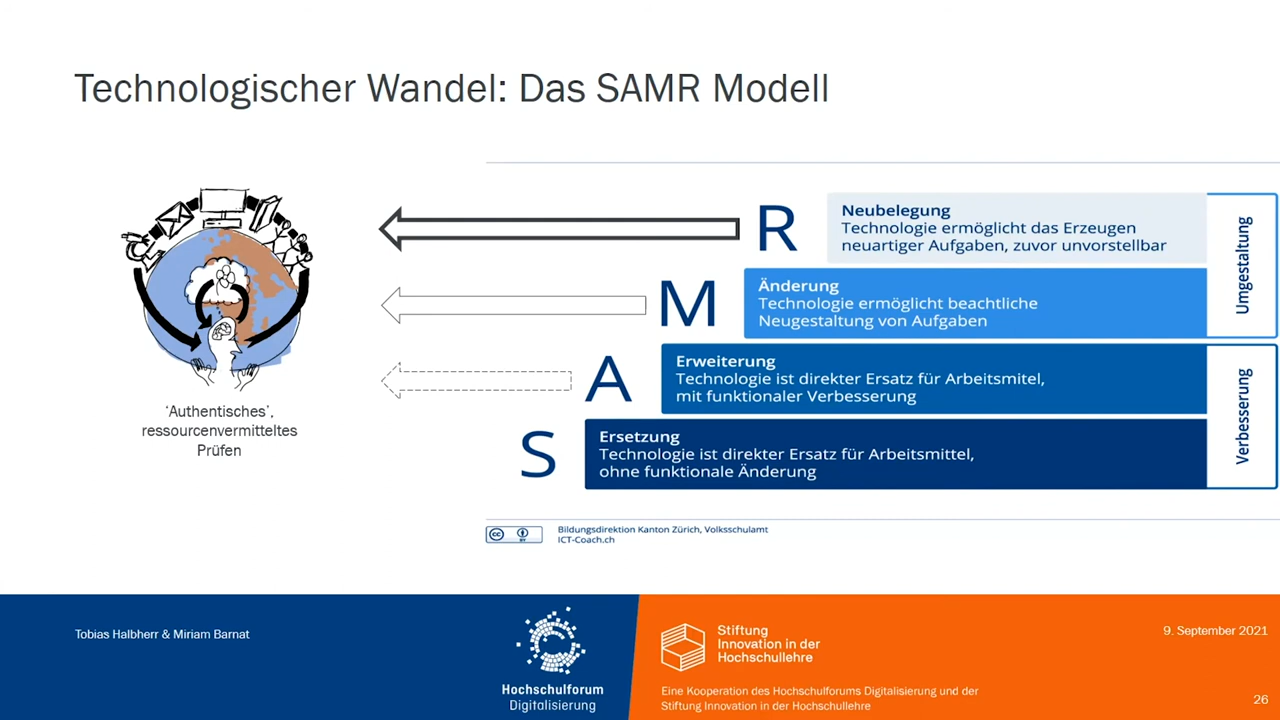 Technologischer Wandel: Das SAMR Modell
'Authentisches',
ressourcenvermitteltes
Prüfen
R
Neubelegung
Technologie ermöglicht das Erzeugen
neuartiger Aufgaben, zuvor unvorstellbar
M
Änderung
Technologie ermöglicht beachtliche
Neugestaltung von Aufgaben
Umgestaltung
A
Erweiterung
Technologie ist direkter Ersatz für Arbeitsmitel,
mit funktionaler Verbesserung
S
Ersetzung
Technologie ist direkter Ersatz für Arbeitsmittel,
ohne funktionale Änderung
Verbesserung
cc
BY
Bildungsdirektion Kanton Zürich, Volksschulamt
ICT-Coach.ch
Tobias Halbherr & Miriam Barnat
Hochschulforum
Digitalisierung
Stiftung
Innovation in der
Hochschullehre
Eine Kooperation des Hochschulforums Digitalisierung und der
Stiftung Innovation in der Hochschullehre
9. September 2021
26